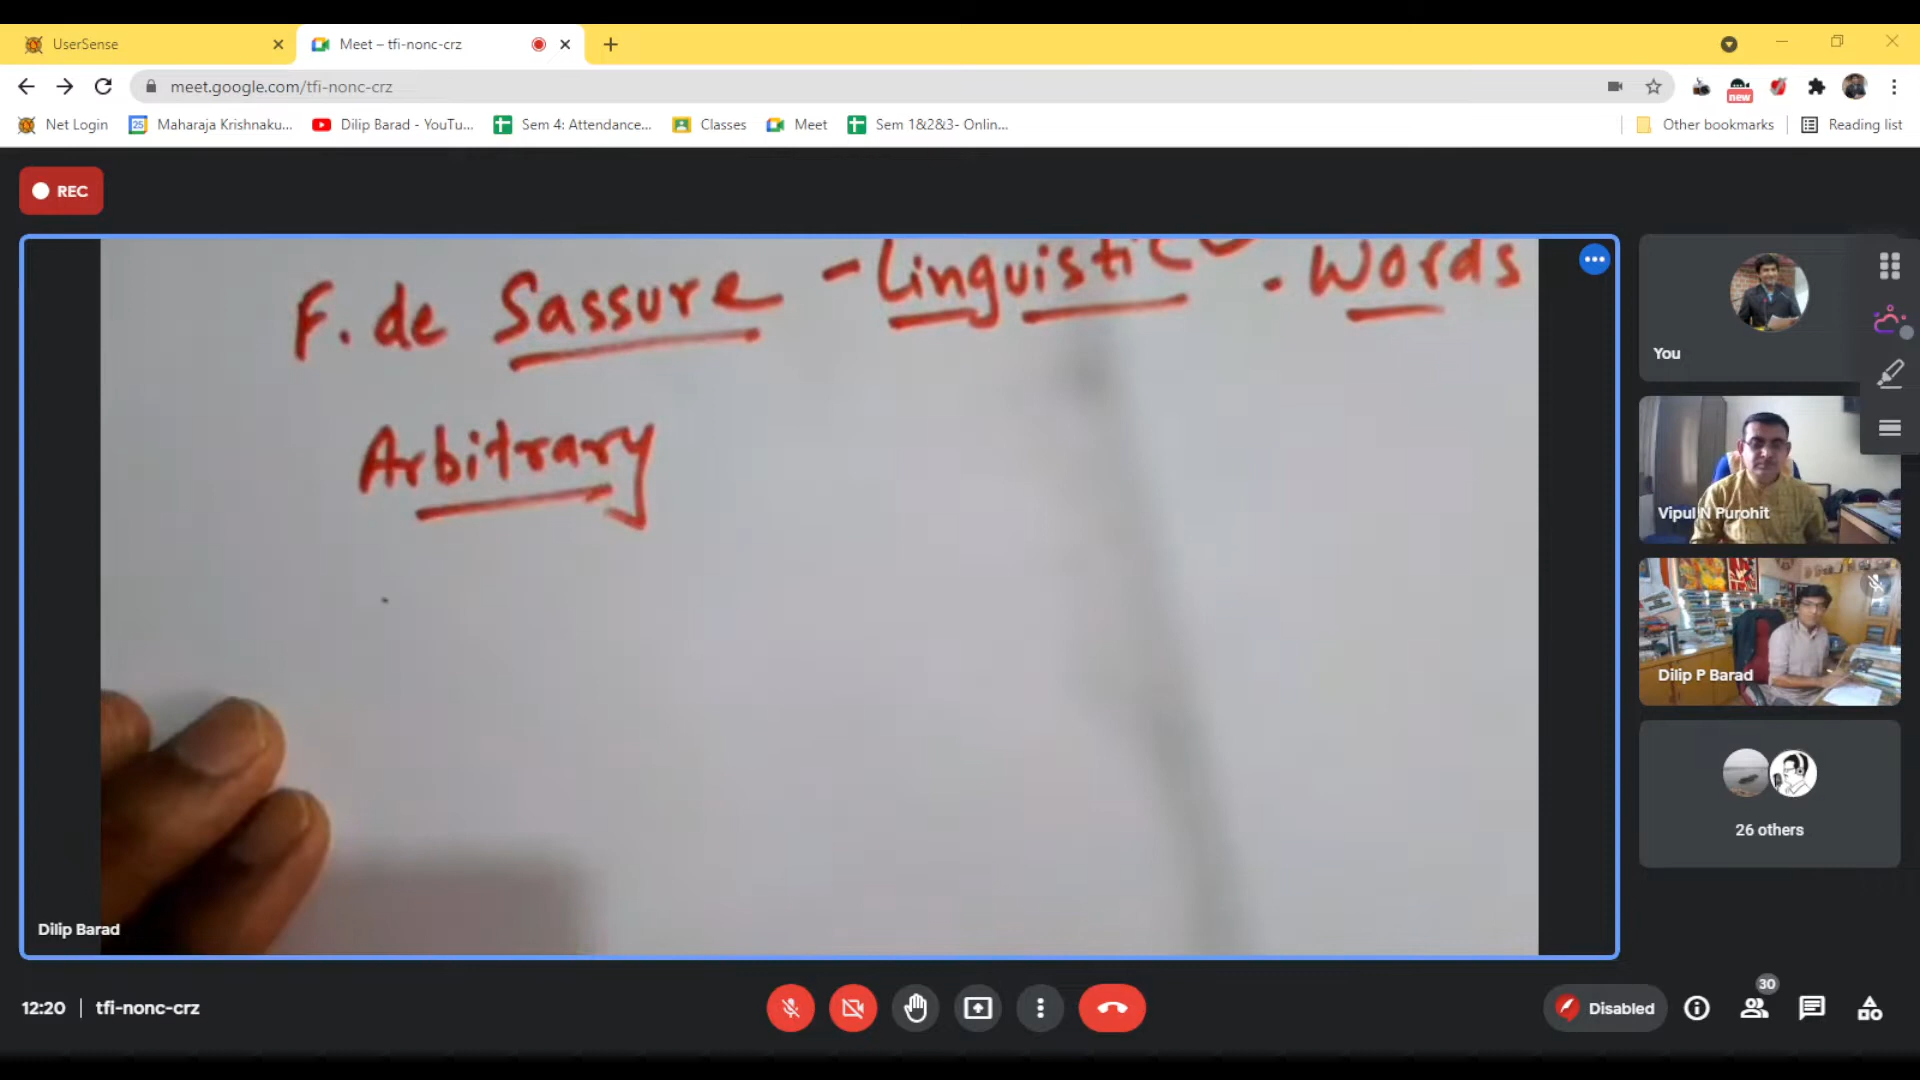 UserSense
Meet – tfi-nonc-crz
meet.google.com/tfi-nonc-crz
new
Net Login
25
Maharaja Krishnaku...
Dilip Barad - YouTu...
Sem 4: Attendance...
Classes
Meet
Sem 1&2&3- Onlin...
Other bookmarks
Reading list
REC
F. de Sassure - Linguistic . Words
Arbitrary
Dilip Barad
You
Vipul N Purohit
Dilip P Barad
26 others
12:20 | tfi-nonc-crz
Disabled
30